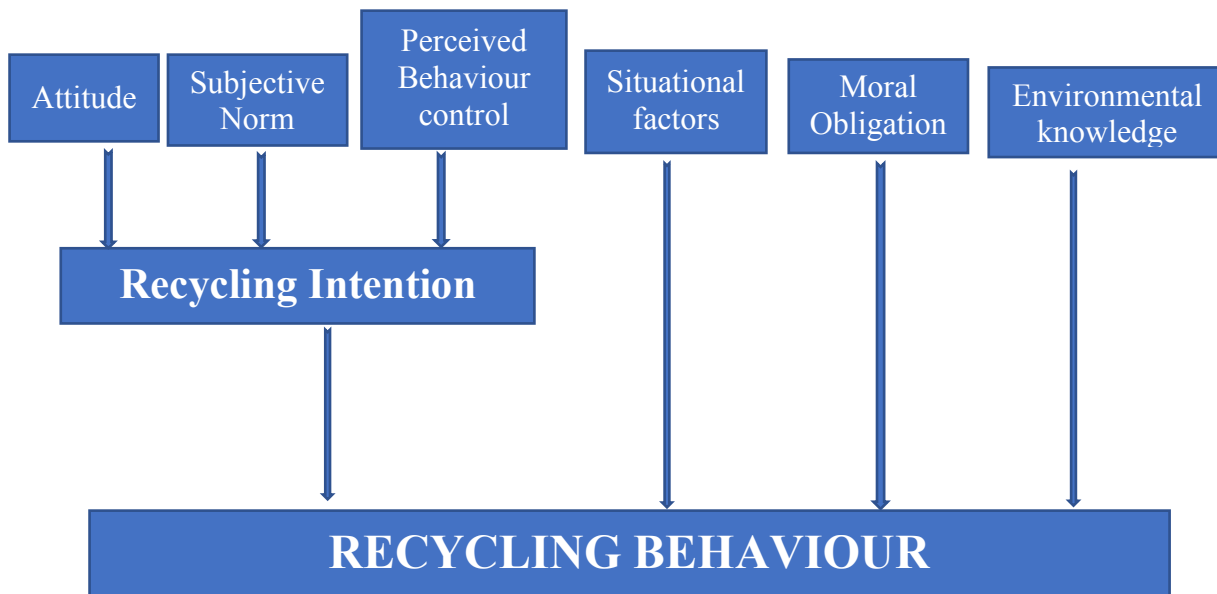 Attitude
Subjective
Norm
Perceived
Behaviour
control
Situational
factors
Moral
Obligation
Environmental
knowledge
Recycling Intention
RECYCLING BEHAVIOUR